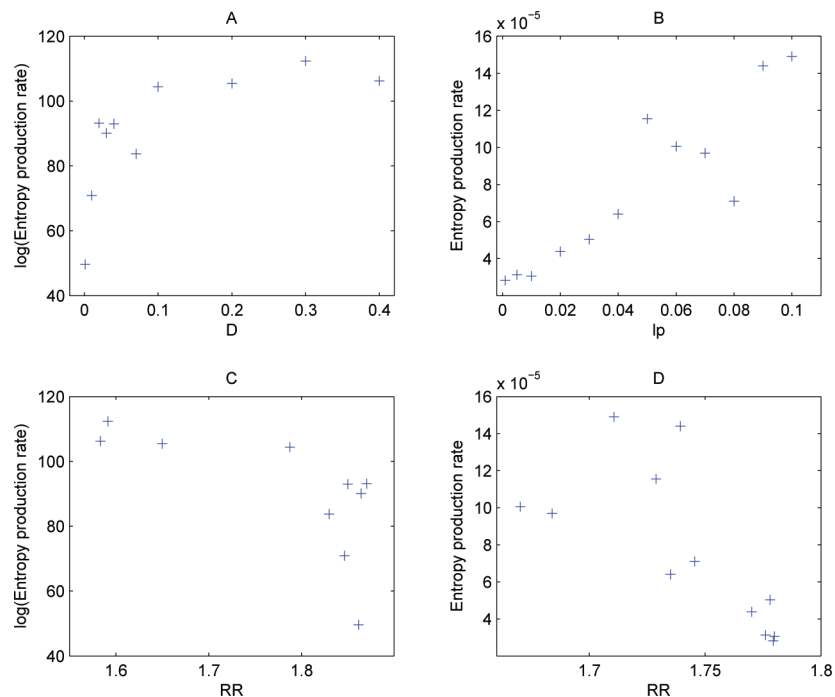 A
log(Entropy production rate)
120
100
80
60
40
0 0.1 0.2 0.3 0.4
D
B
x 10−5
Entropy production rate
16
14
12
10
8
6
4
0 0.02 0.04 0.06 0.08 0.1
Ip
C
log(Entropy production rate)
120
100
80
60
40
1.6 1.7 1.8
RR
D
x 10−5
Entropy production rate
16
14
12
10
8
6
4
1.7 1.75 1.8
RR